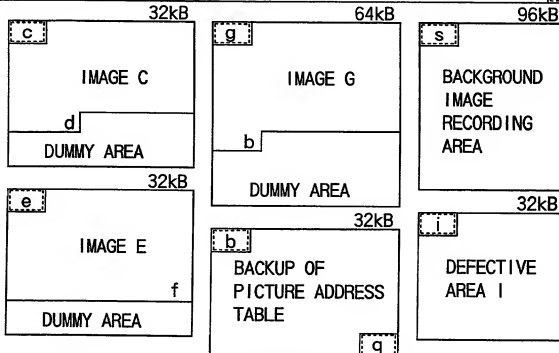 32kB
c
IMAGE C
d
DUMMY AREA
64kB
g
IMAGE G
b
DUMMY AREA
96kB
s
BACKGROUND
IMAGE
RECORDING
AREA
32kB
e
IMAGE E
f
DUMMY AREA
32kB
b
BACKUP OF
PICTURE ADDRESS
TABLE
q
32kB
i
DEFECTIVE
AREA I